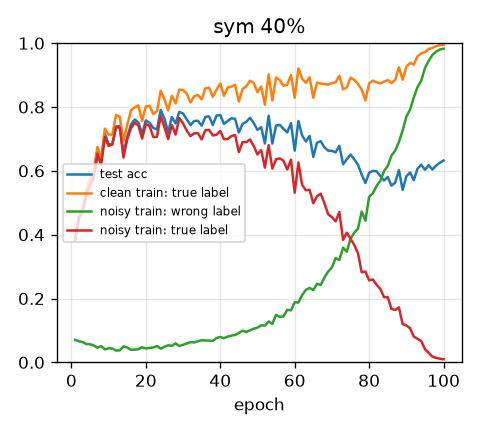 sym 40%
1.0
0.8
0.6
0.4
0.2
0.0
test acc
clean train: true label
noisy train: wrong label
noisy train: true label
0 20 40 60 80 100
epoch